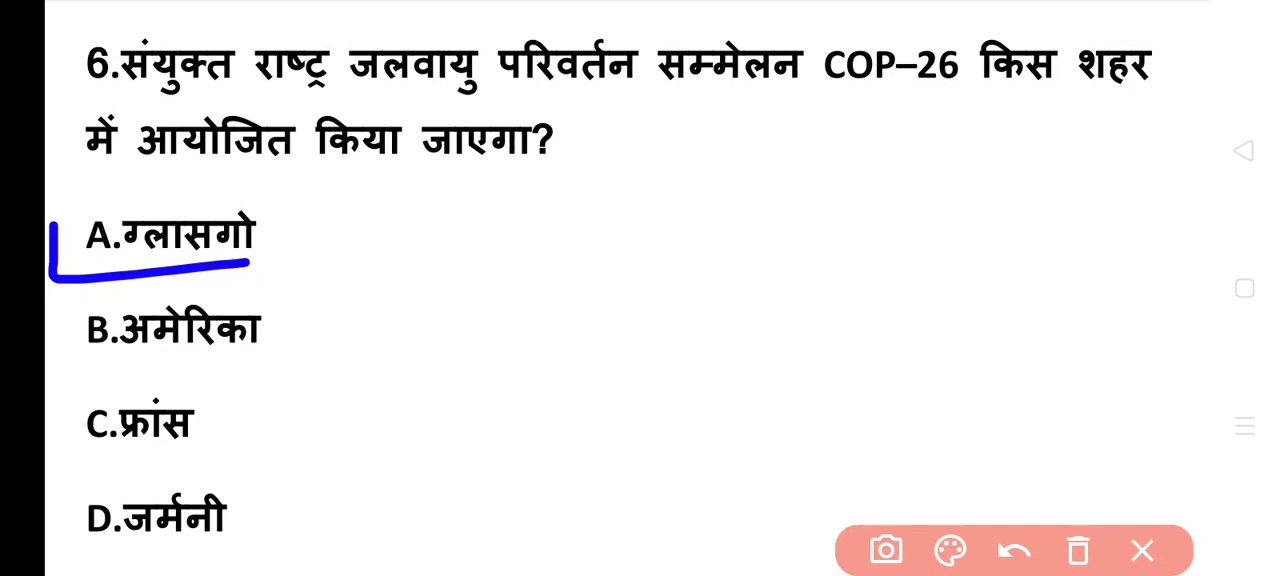 6.संयुक्त राष्ट्र जलवायु परिवर्तन सम्मेलन COP–26 किस शहर
में आयोजित किया जाएगा?
A.ग्लासगो
B.अमेरिका
C.फ्रांस
D.जर्मनी